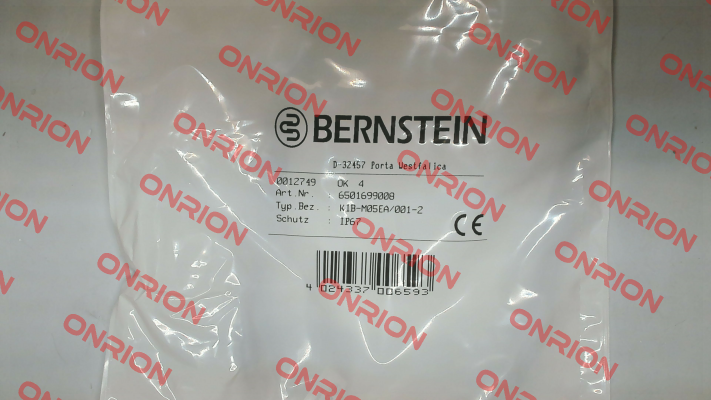 BERNSTEIN
D-32457 Porta Westfalica
0012749 OK 4
Art.Nr. : 6501699008
Typ.Bez. : KIB-M05EA/001-2
Schutz : IP67
CE
4 024337 006593
ONRION